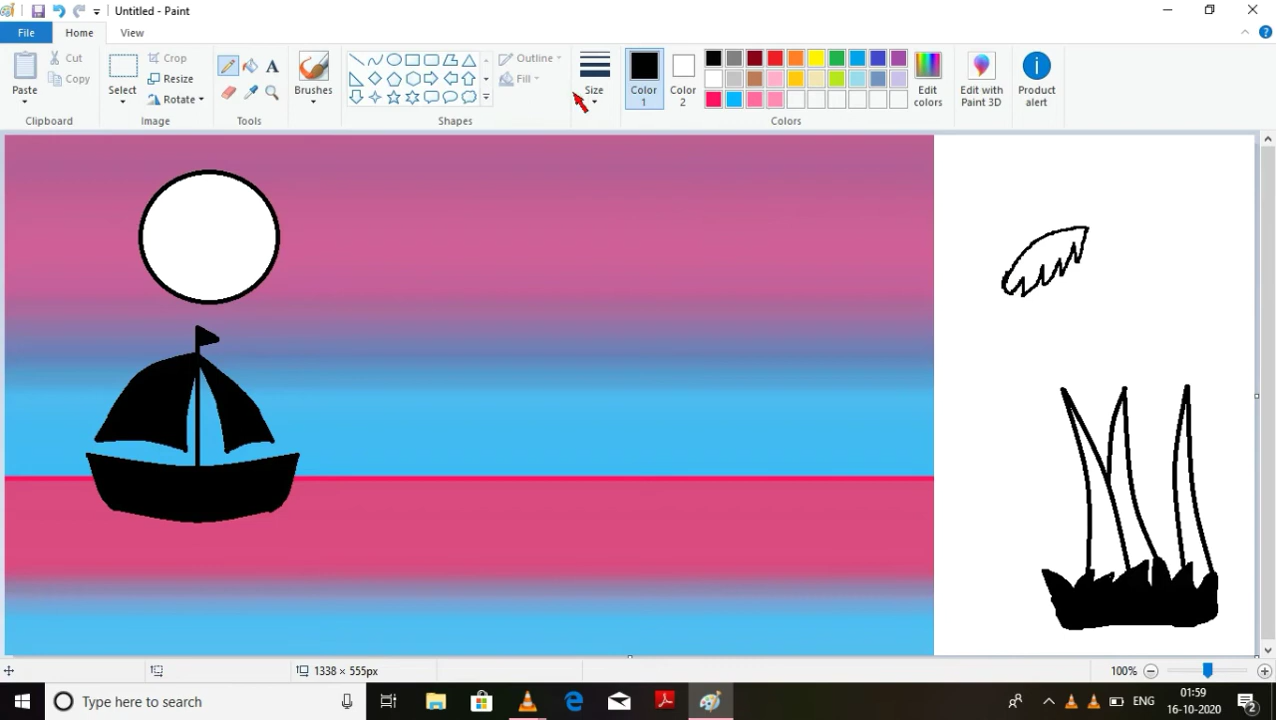 Untitled - Paint
File
Home
View
Paste
Cut
Copy
Clipboard
Select
Crop
Resize
Rotate
Image
A
Tools
Brushes
Outline
Fill
Shapes
Size
Color 1
Color 2
Edit colors
Colors
Edit with Paint 3D
Product alert
1338 × 555px
100%
Type here to search
ENG
01:59
16-10-2020
2